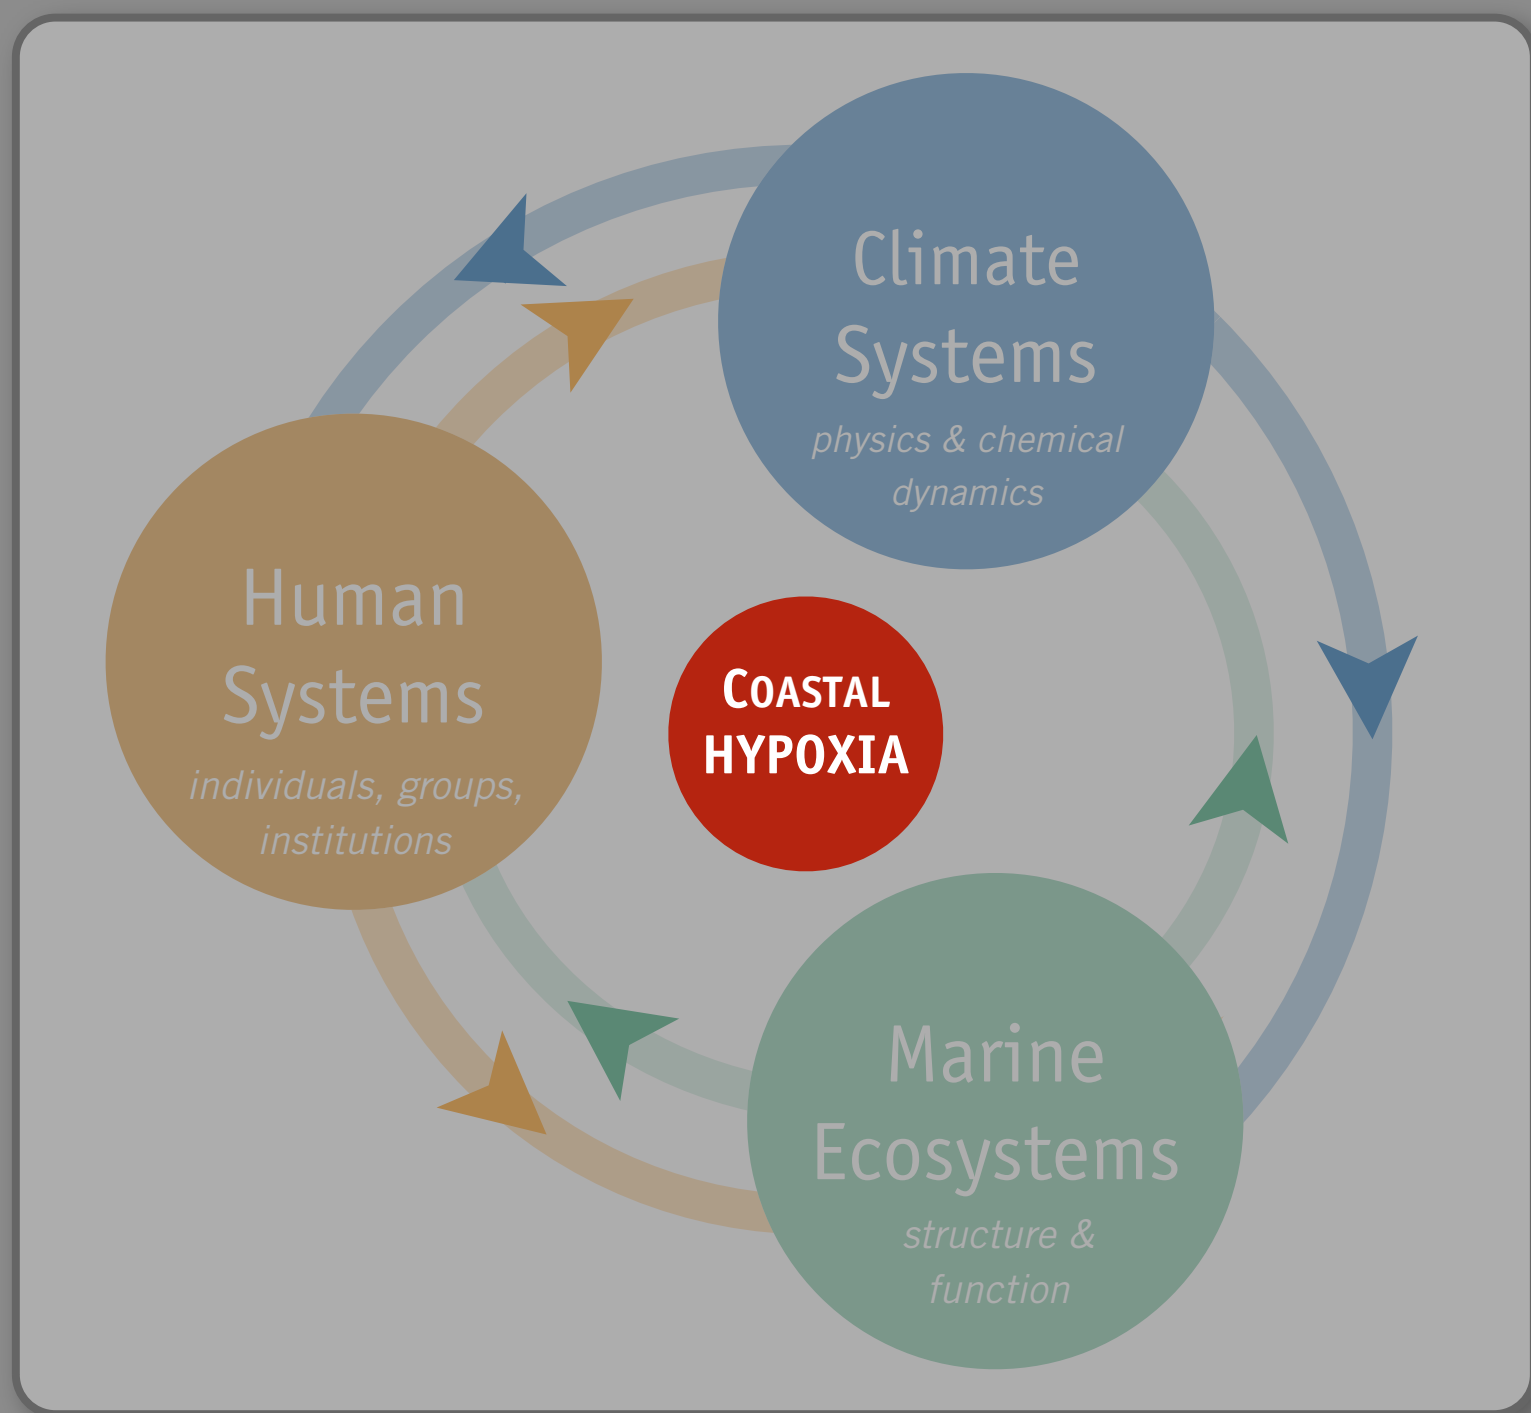 Climate
Systems
physics & chemical
dynamics
Human
Systems
individuals, groups,
institutions
COASTAL
HYPOXIA
Marine
Ecosystems
structure &
function